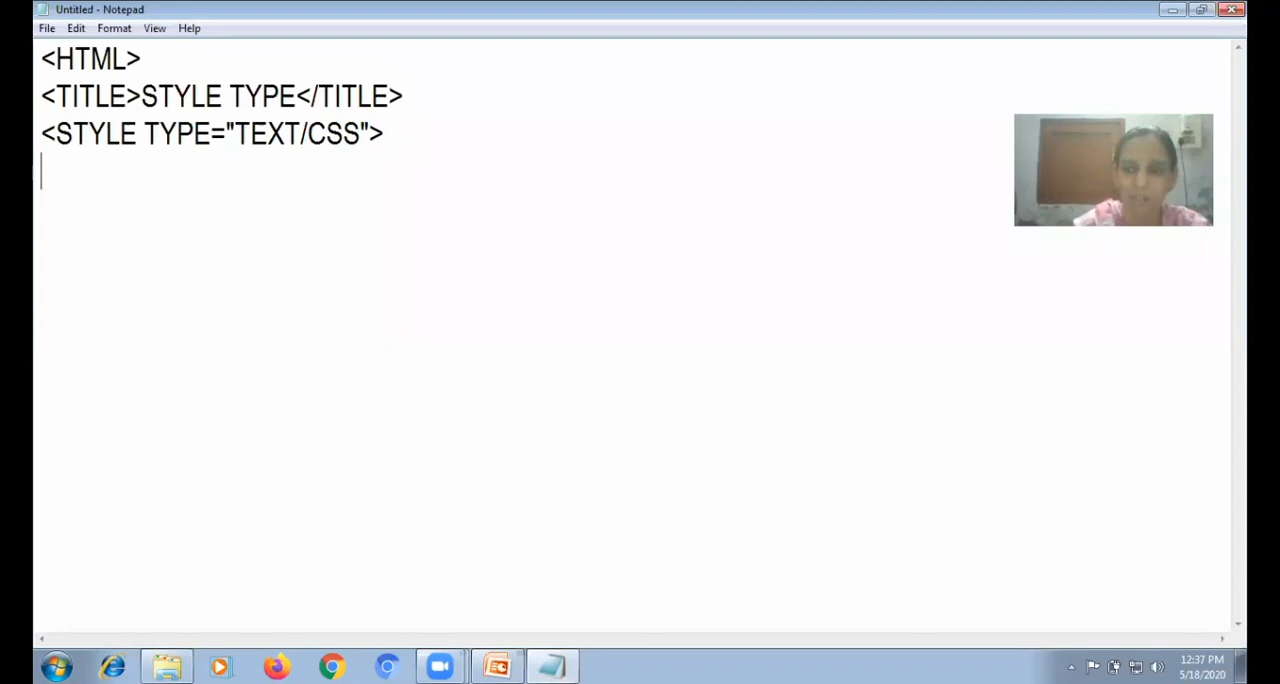 Untitled - Notepad
File Edit Format View Help
<HTML>
<TITLE>STYLE TYPE</TITLE>
<STYLE TYPE="TEXT/CSS">
12:37 PM
5/18/2020